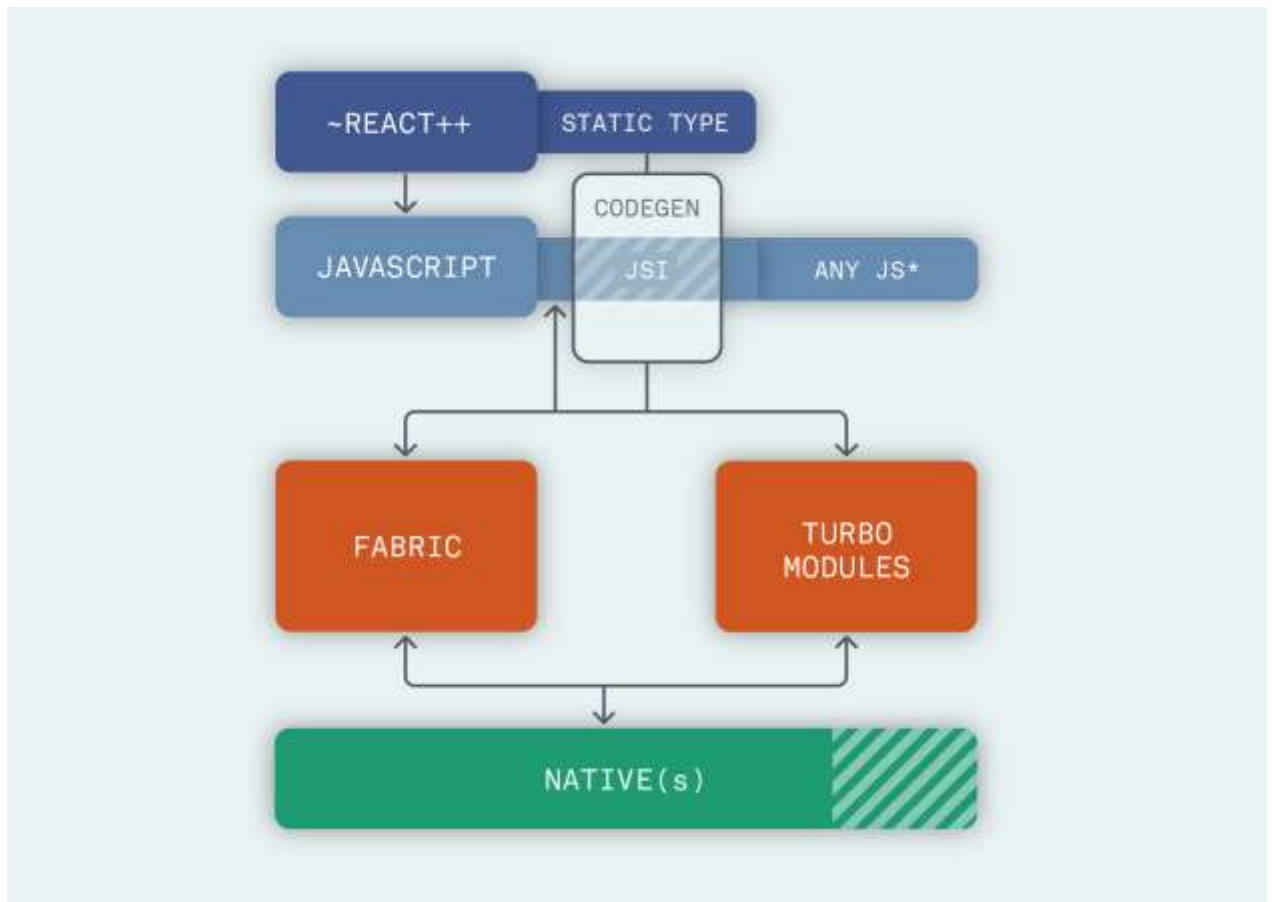 ~REACT++
STATIC TYPE
CODEGEN
JAVASCRIPT
JSI
ANY JS*
FABRIC
TURBO
MODULES
NATIVE(s)